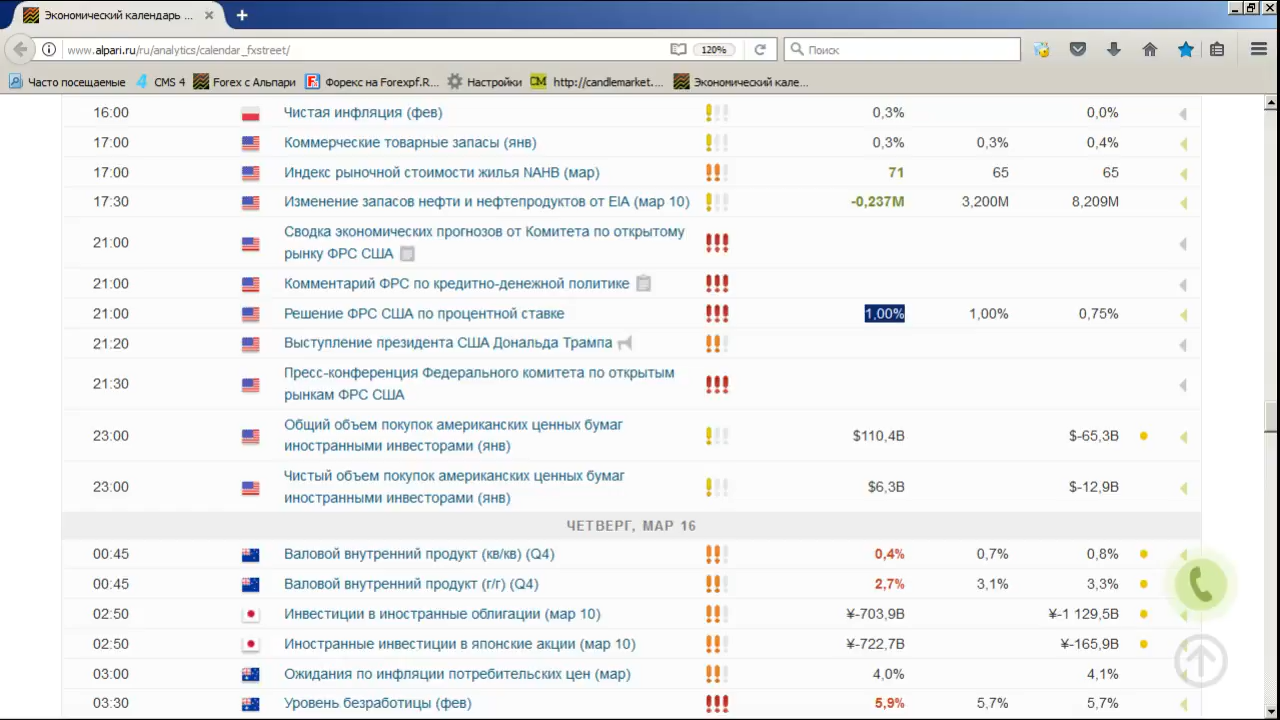 Экономический календарь ...
www.alpari.ru/ru/analytics/calendar_fxstreet/
120%
Поиск
Часто посещаемые
CMS 4
Forex с Альпари
Форекс на Forexpf.R...
Настройки
CM http://candlemarket....
Экономический кале...
16:00 Чистая инфляция (фев) 0,3% 0,0%
17:00 Коммерческие товарные запасы (янв) 0,3% 0,3% 0,4%
17:00 Индекс рыночной стоимости жилья NAHB (мар) 71 65 65
17:30 Изменение запасов нефти и нефтепродуктов от EIA (мар 10) -0,237M 3,200M 8,209M
21:00 Сводка экономических прогнозов от Комитета по открытому
рынку ФРС США
21:00 Комментарий ФРС по кредитно-денежной политике
21:00 Решение ФРС США по процентной ставке 1,00% 1,00% 0,75%
21:20 Выступление президента США Дональда Трампа
21:30 Пресс-конференция Федерального комитета по открытым
рынкам ФРС США
23:00 Общий объем покупок американских ценных бумаг
иностранными инвесторами (янв) $110,4B $-65,3B
23:00 Чистый объем покупок американских ценных бумаг
иностранными инвесторами (янв) $6,3B $-12,9B
ЧЕТВЕРГ, МАР 16
00:45 Валовой внутренний продукт (кв/кв) (Q4) 0,4% 0,7% 0,8%
00:45 Валовой внутренний продукт (г/г) (Q4) 2,7% 3,1% 3,3%
02:50 Инвестиции в иностранные облигации (мар 10) ¥-703,9B ¥-1 129,5B
02:50 Иностранные инвестиции в японские акции (мар 10) ¥-722,7B ¥-165,9B
03:00 Ожидания по инфляции потребительских цен (мар) 4,0% 4,1%
03:30 Уровень безработицы (фев) 5,9% 5,7% 5,7%